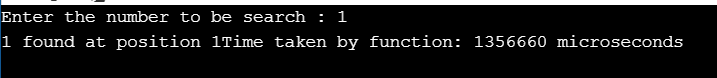 Enter the number to be search : 1
1 found at position 1Time taken by function: 1356660 microseconds